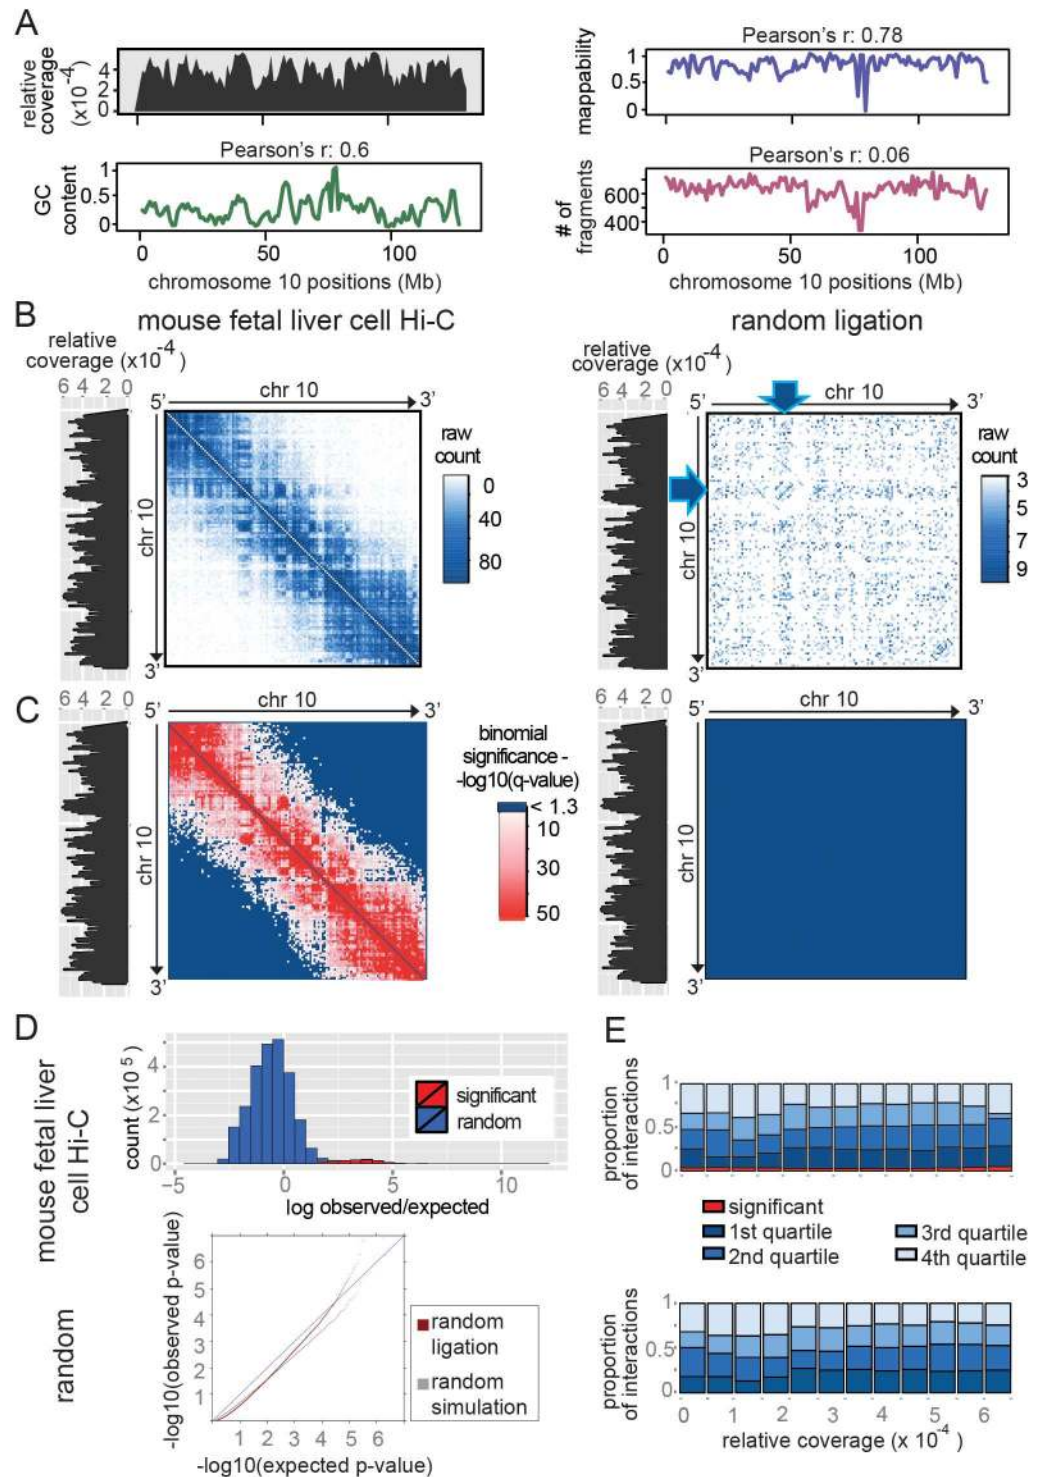 A
relative
coverage
(x10-4)
4
2
0
Pearson's r: 0.6
GC
content
1
0.5
0
0 50 100
chromosome 10 positions (Mb)
Pearson's r: 0.78
mappability
1
0.5
0
Pearson's r: 0.06
# of
fragments
600
400
0 50 100
chromosome 10 positions (Mb)
B
mouse fetal liver cell Hi-C
relative
coverage (x10-4)
6 4 2 0
5' chr 10 3'
chr 10
3'
raw
count
0
40
80
random ligation
relative
coverage (x10-4)
6 4 2 0
5' chr 10 3'
chr 10
3'
raw
count
3
5
7
9
C
6 4 2 0
5' chr 10 3'
chr 10
3'
binomial
significance -
-log10(q-value)
< 1.3
10
30
50
6 4 2 0
5' chr 10 3'
chr 10
3'
D
mouse fetal liver
cell Hi-C
count (x10 5)
4
2
0
significant
random
-5 0 5 10
log observed/expected
random
-log10(observed p-value)
6
5
4
3
2
1
1 2 3 4 5 6
-log10(expected p-value)
random
ligation
random
simulation
E
proportion
of interactions
1
0.5
0
significant
1st quartile
2nd quartile
3rd quartile
4th quartile
proportion
of interactions
1
0.5
0
0 1 2 3 4 5 6
relative coverage (x 10-4)